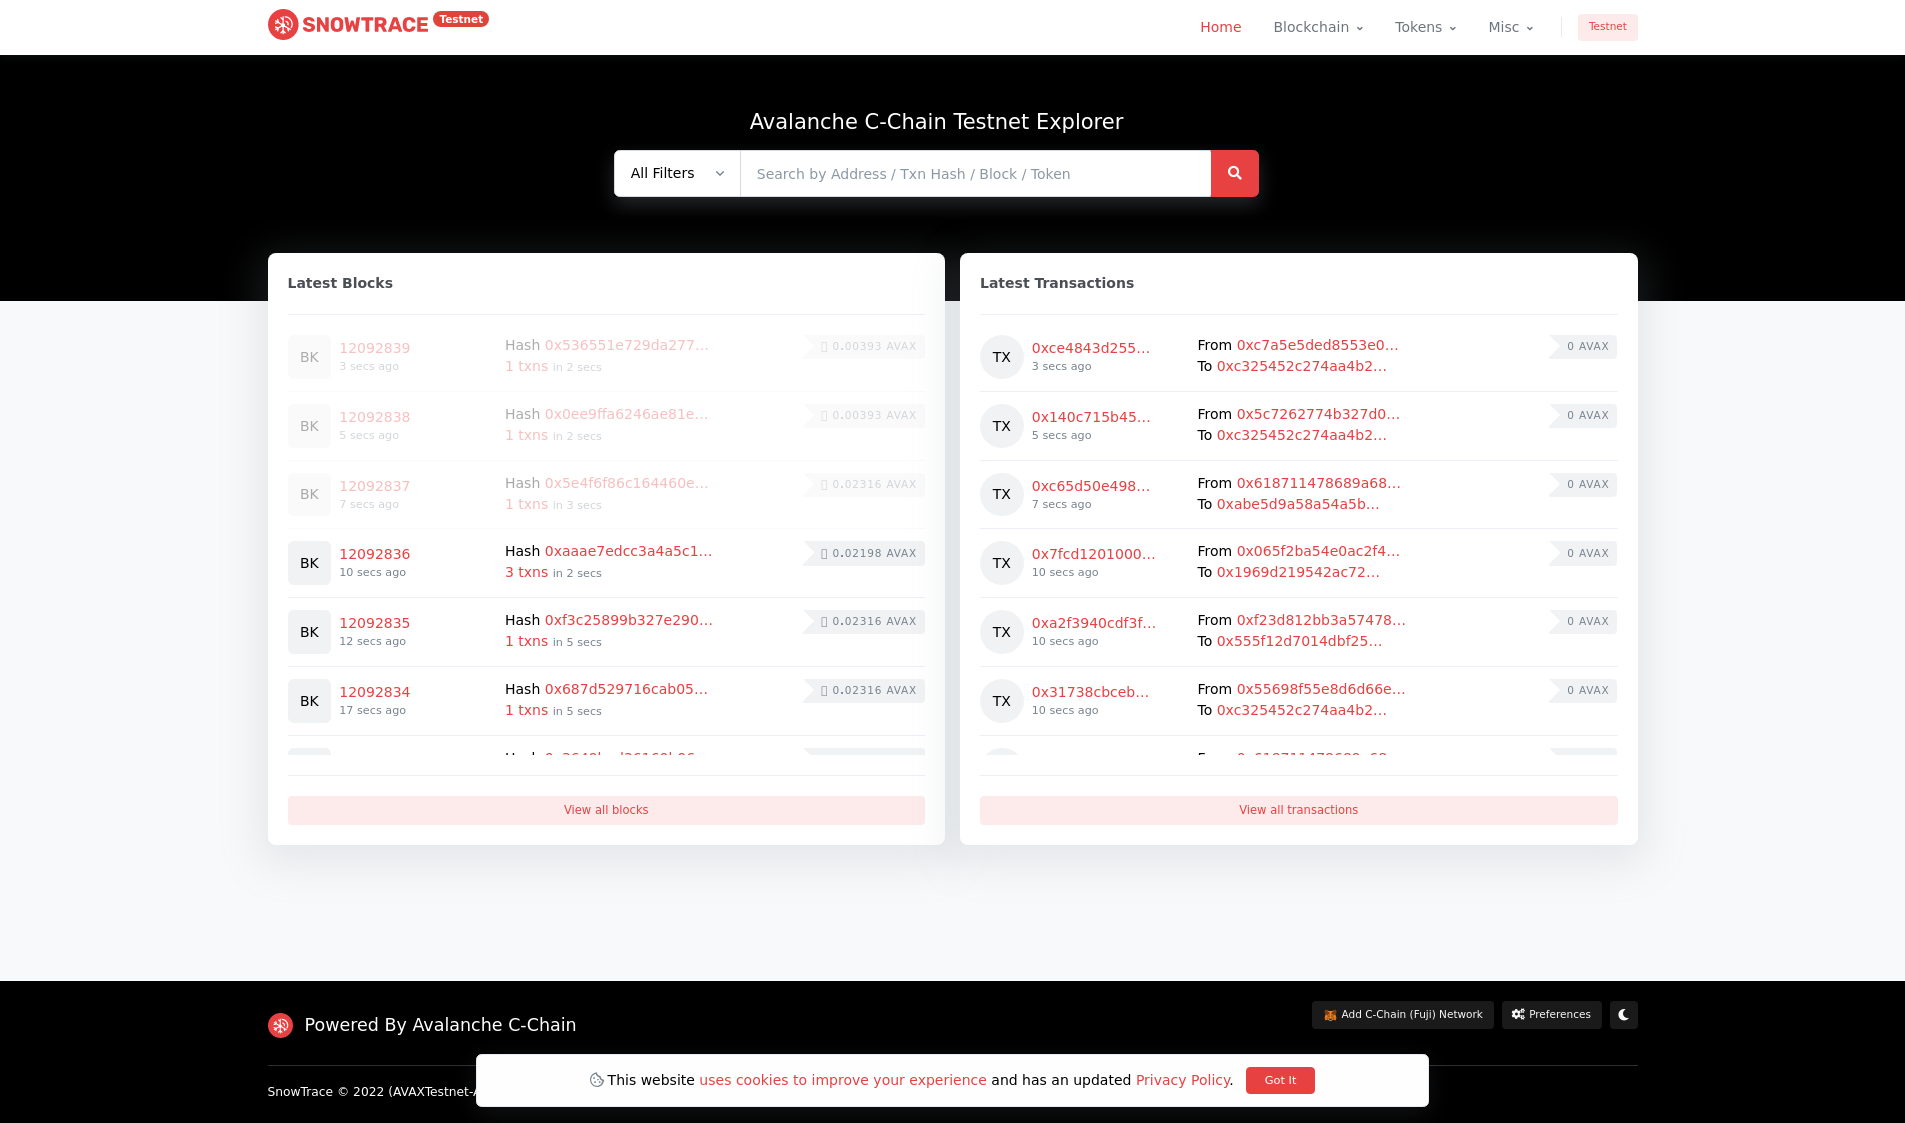 SNOWTRACE Testnet
Home Blockchain Tokens Misc Testnet
Avalanche C-Chain Testnet Explorer
All Filters Search by Address / Txn Hash / Block / Token
Latest Blocks
BK 12092839 Hash 0x536551e729da277... 0.00393 AVAX
3 secs ago 1 txns in 2 secs
BK 12092838 Hash 0x0ee9ffa6246ae81e... 0.00393 AVAX
5 secs ago 1 txns in 2 secs
BK 12092837 Hash 0x5e4f6f86c164460e... 0.02316 AVAX
7 secs ago 1 txns in 3 secs
BK 12092836 Hash 0xaaae7edcc3a4a5c1... 0.02198 AVAX
10 secs ago 3 txns in 2 secs
BK 12092835 Hash 0xf3c25899b327e290... 0.02316 AVAX
12 secs ago 1 txns in 5 secs
BK 12092834 Hash 0x687d529716cab05... 0.02316 AVAX
17 secs ago 1 txns in 5 secs
View all blocks
Latest Transactions
TX 0xce4843d255... From 0xc7a5e5ded8553e0... 0 AVAX
3 secs ago To 0xc325452c274aa4b2...
TX 0x140c715b45... From 0x5c7262774b327d0... 0 AVAX
5 secs ago To 0xc325452c274aa4b2...
TX 0xc65d50e498... From 0x618711478689a68... 0 AVAX
7 secs ago To 0xabe5d9a58a54a5b...
TX 0x7fcd1201000... From 0x065f2ba54e0ac2f4... 0 AVAX
10 secs ago To 0x1969d219542ac72...
TX 0xa2f3940cdf3f... From 0xf23d812bb3a57478... 0 AVAX
10 secs ago To 0x555f12d7014dbf25...
TX 0x31738cbceb... From 0x55698f55e8d6d66e... 0 AVAX
10 secs ago To 0xc325452c274aa4b2...
View all transactions
Powered By Avalanche C-Chain
Add C-Chain (Fuji) Network Preferences
SnowTrace © 2022 (AVAXTestnet-
This website uses cookies to improve your experience and has an updated Privacy Policy. Got It